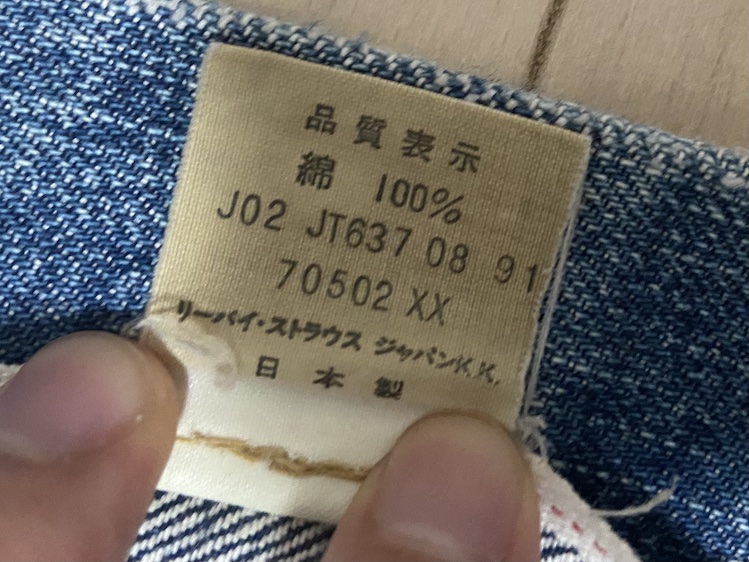 品質表示
綿 100%
J02 JT637 08 91
70502 XX
リーバイ・ストラウス ジャパンK.K.
日本製